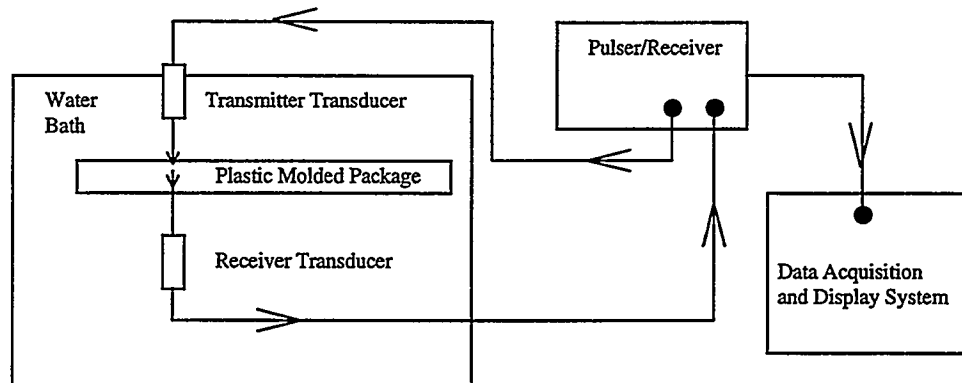 Pulser/Receiver
Water
Bath
Transmitter Transducer
Plastic Molded Package
Receiver Transducer
Data Acquisition
and Display System